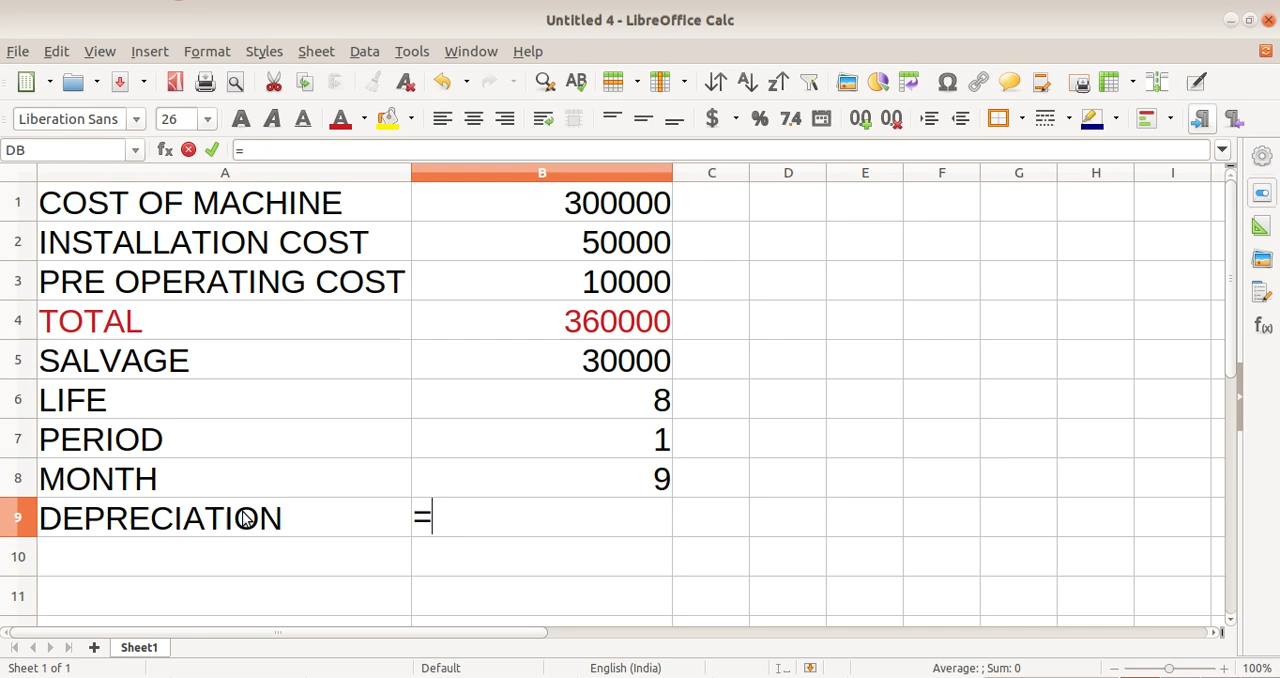 Untitled 4 - LibreOffice Calc
File Edit View Insert Format Styles Sheet Data Tools Window Help
Liberation Sans 26
DB =
A B C D E F G H I
1 COST OF MACHINE 300000
2 INSTALLATION COST 50000
3 PRE OPERATING COST 10000
4 TOTAL 360000
5 SALVAGE 30000
6 LIFE 8
7 PERIOD 1
8 MONTH 9
9 DEPRECIATION =
10
11
Sheet1
Sheet 1 of 1 Default English (India) Average: ; Sum: 0 100%